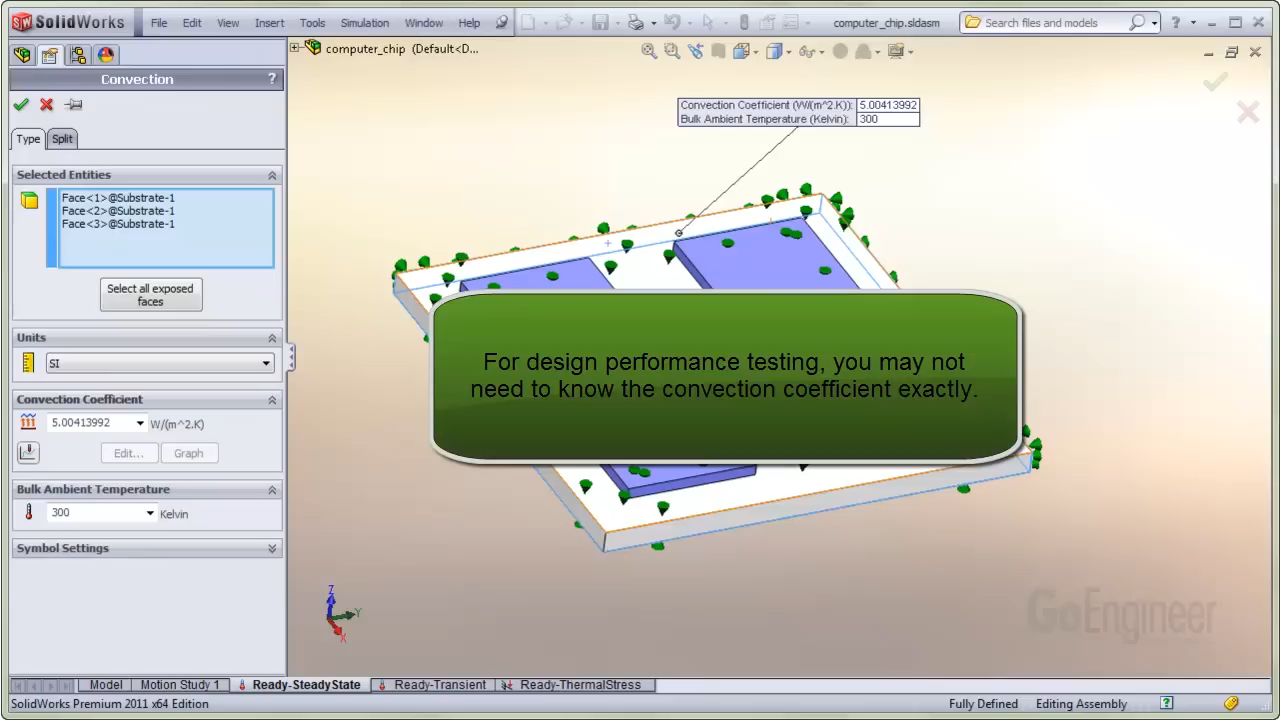 SolidWorks
File Edit View Insert Tools Simulation Window Help
computer_chip.sldasm
Search files and models
?
computer_chip (Default<D...
Convection ?
Type Split
Selected Entities
Face<1>@Substrate-1
Face<2>@Substrate-1
Face<3>@Substrate-1
Select all exposed
faces
Units
SI
Convection Coefficient
5.00413992 W/(m^2.K)
Edit... Graph
Bulk Ambient Temperature
300 Kelvin
Symbol Settings
Convection Coefficient (W/(m^2.K)): 5.00413992
Bulk Ambient Temperature (Kelvin): 300
For design performance testing, you may not
need to know the convection coefficient exactly.
Z
Y
X
GoEngineer
Model Motion Study 1 Ready-SteadyState Ready-Transient Ready-ThermalStress
SolidWorks Premium 2011 x64 Edition Fully Defined Editing Assembly ?